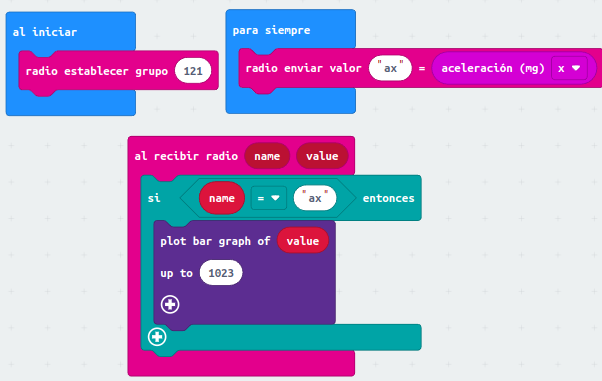 al iniciar
radio establecer grupo 121
para siempre
radio enviar valor "ax" = aceleración (mg) x
al recibir radio name value
si name = "ax" entonces
plot bar graph of value
up to 1023